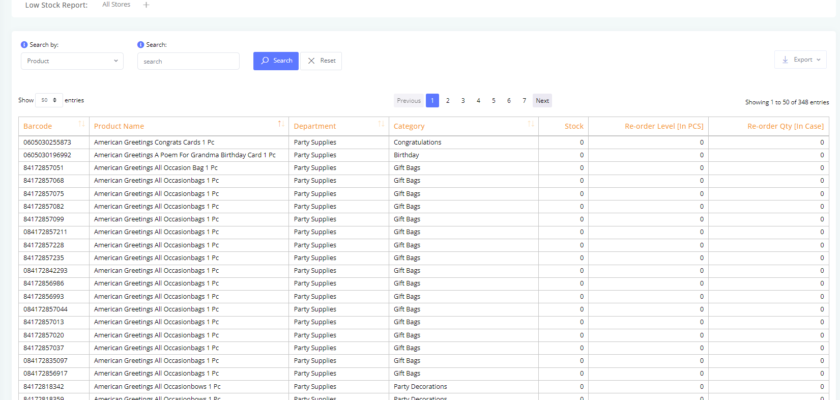 Low Stock Report: All Stores +
Search by: Search:
Product search Search Reset Export
Show 50 entries Previous 1 2 3 4 5 6 7 Next Showing 1 to 50 of 348 entries
Barcode Product Name Department Category Stock Re-order Level [In PCS] Re-order Qty [In Case]
0605030255873 American Greetings Congrats Cards 1 Pc Party Supplies Congratulations 0 0 0
0605030196992 American Greetings A Poem For Grandma Birthday Card 1 Pc Party Supplies Birthday 0 0 0
84172857051 American Greetings All Occasion Bag 1 Pc Party Supplies Gift Bags 0 0 0
84172857068 American Greetings All Occasionbags 1 Pc Party Supplies Gift Bags 0 0 0
84172857075 American Greetings All Occasionbags 1 Pc Party Supplies Gift Bags 0 0 0
84172857082 American Greetings All Occasionbags 1 Pc Party Supplies Gift Bags 0 0 0
84172857099 American Greetings All Occasionbags 1 Pc Party Supplies Gift Bags 0 0 0
084172857211 American Greetings All Occasionbags 1 Pc Party Supplies Gift Bags 0 0 0
84172857228 American Greetings All Occasionbags 1 Pc Party Supplies Gift Bags 0 0 0
84172857235 American Greetings All Occasionbags 1 Pc Party Supplies Gift Bags 0 0 0
084172842293 American Greetings All Occasionbags 1 Pc Party Supplies Gift Bags 0 0 0
84172856986 American Greetings All Occasionbags 1 Pc Party Supplies Gift Bags 0 0 0
84172856993 American Greetings All Occasionbags 1 Pc Party Supplies Gift Bags 0 0 0
084172857044 American Greetings All Occasionbags 1 Pc Party Supplies Gift Bags 0 0 0
84172857013 American Greetings All Occasionbags 1 Pc Party Supplies Gift Bags 0 0 0
84172857020 American Greetings All Occasionbags 1 Pc Party Supplies Gift Bags 0 0 0
84172857037 American Greetings All Occasionbags 1 Pc Party Supplies Gift Bags 0 0 0
084172835097 American Greetings All Occasionbags 1 Pc Party Supplies Gift Bags 0 0 0
084172856917 American Greetings All Occasionbags 1 Pc Party Supplies Gift Bags 0 0 0
84172818342 American Greetings All Occasionbows 1 Pc Party Supplies Party Decorations 0 0 0
84172818359 American Greetings All Occasionbows 1 Pc Party Supplies Party Decorations 0 0 0